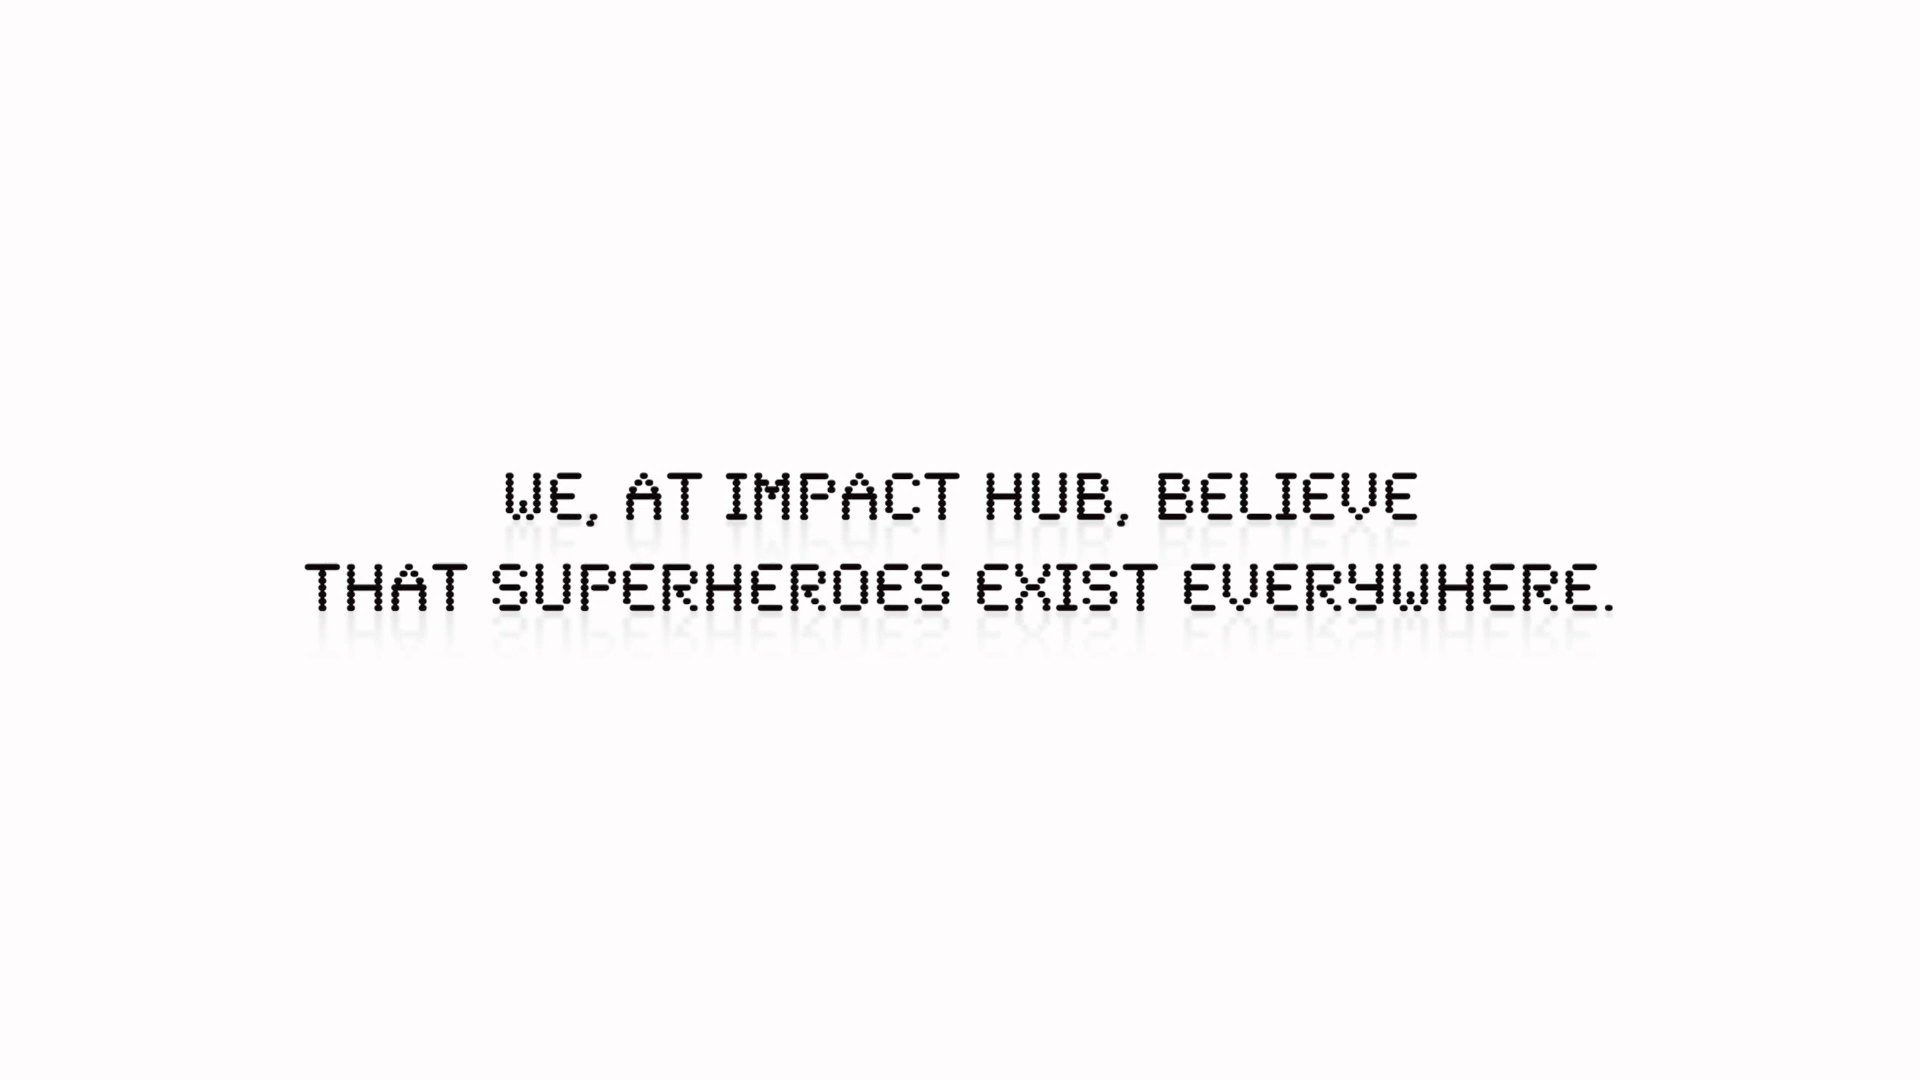 WE, AT IMPACT HUB, BELIEVE
THAT SUPERHEROES EXIST EVERYWHERE.